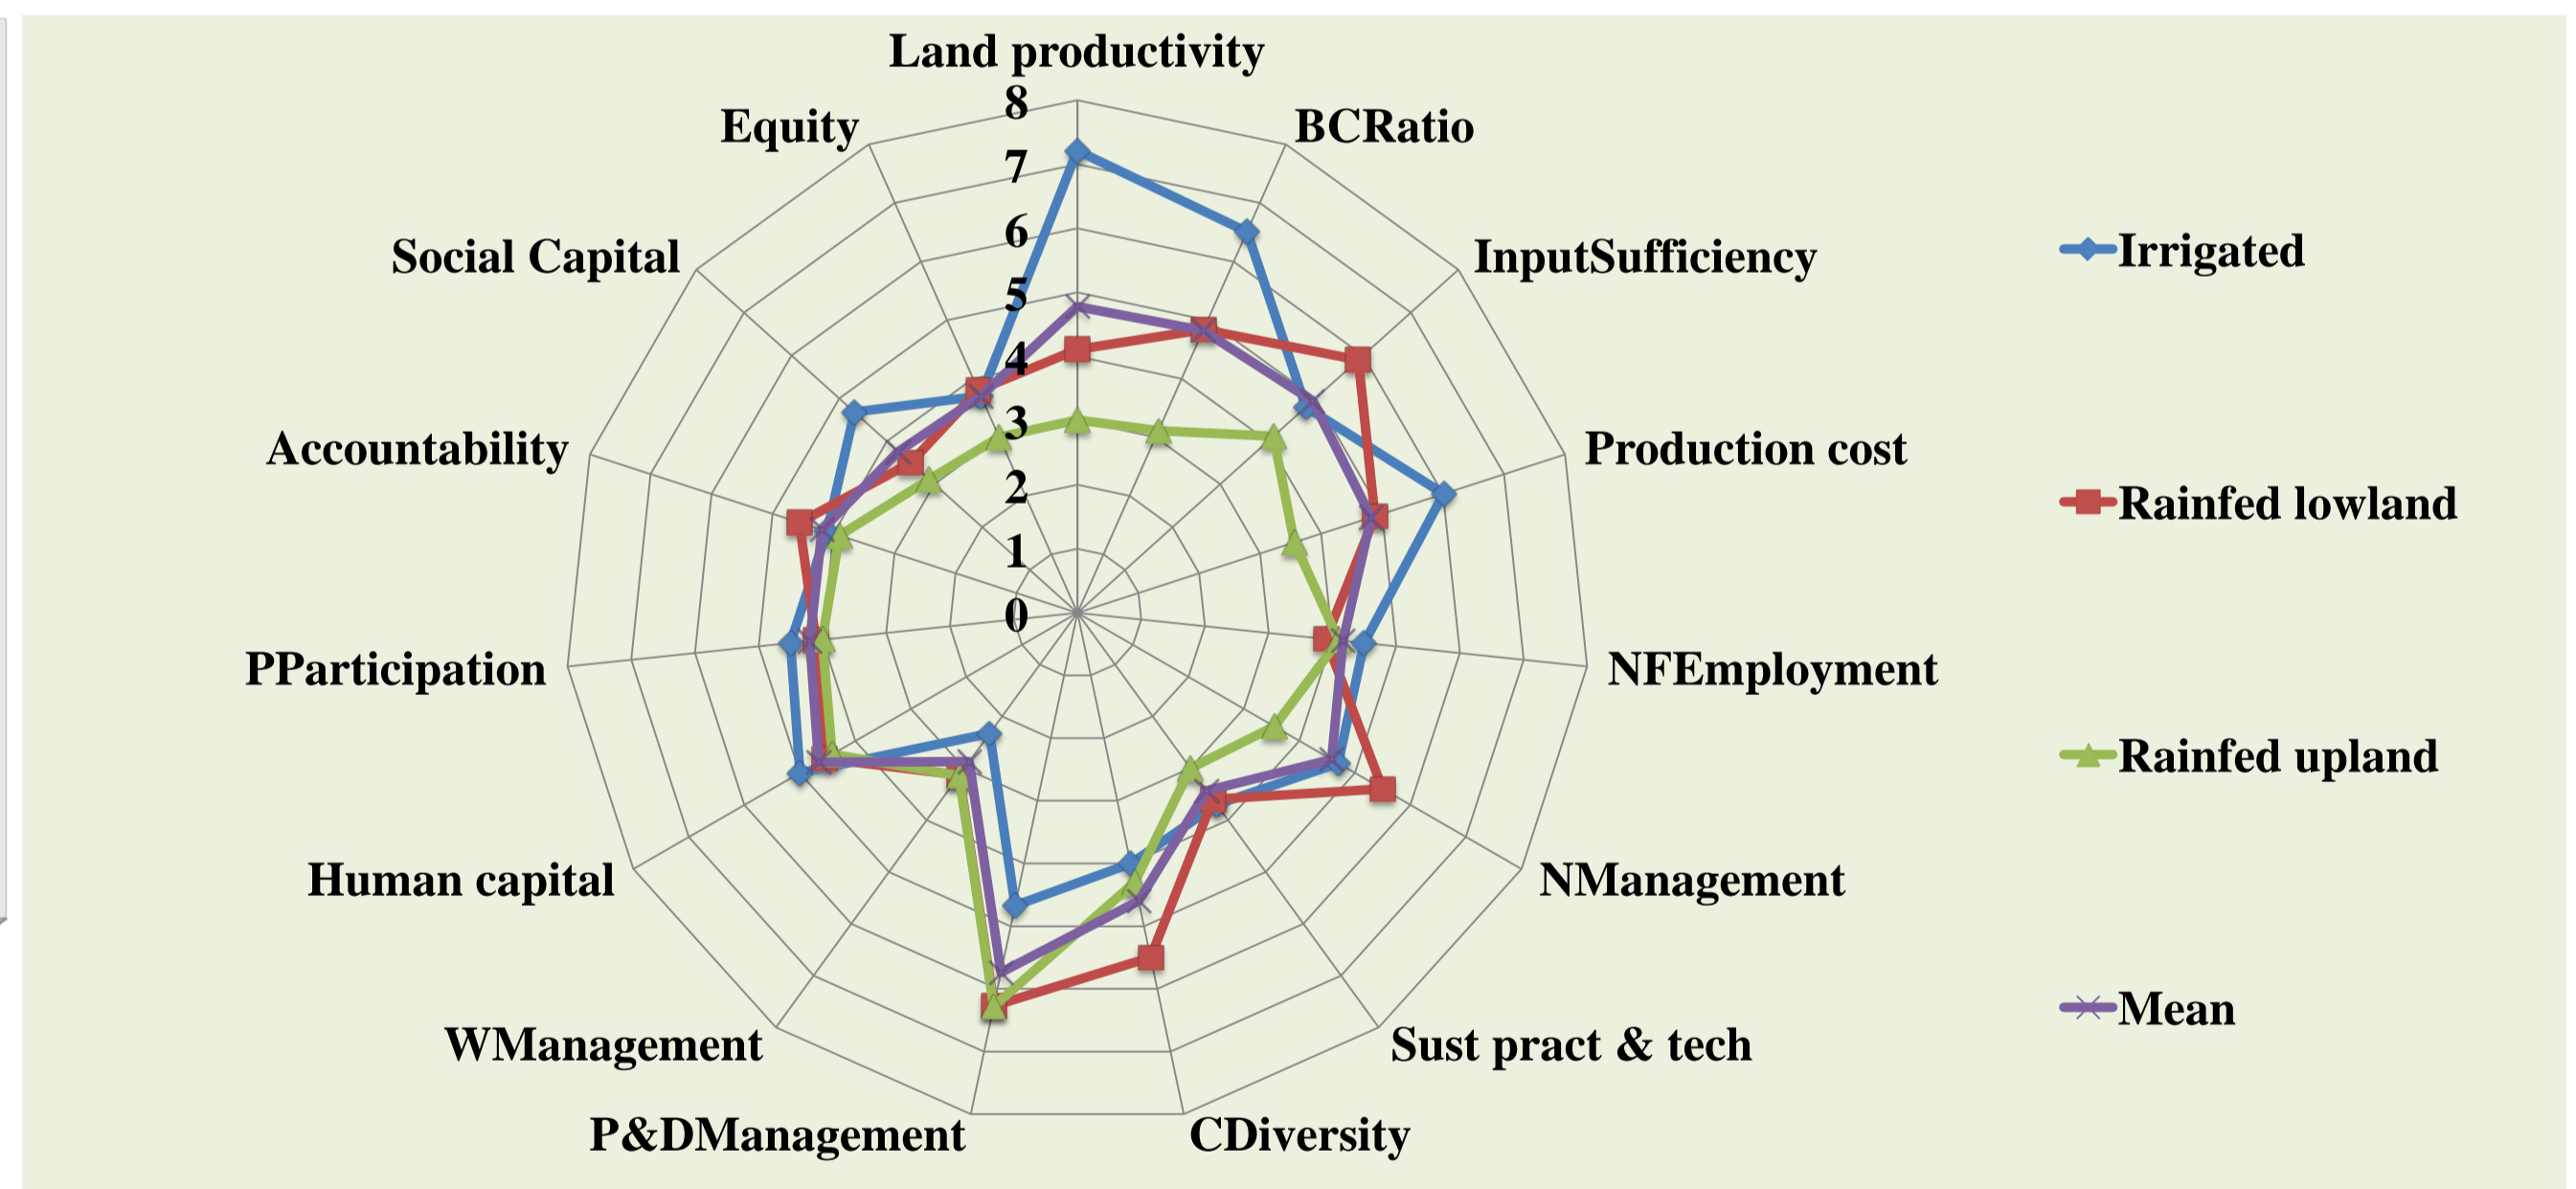 Land productivity
BCRatio
InputSufficiency
Production cost
NFEmployment
NManagement
Sust pract & tech
CDiversity
P&DManagement
WManagement
Human capital
PParticipation
Accountability
Social Capital
Equity
8
7
6
5
4
3
2
1
0
Irrigated
Rainfed lowland
Rainfed upland
Mean